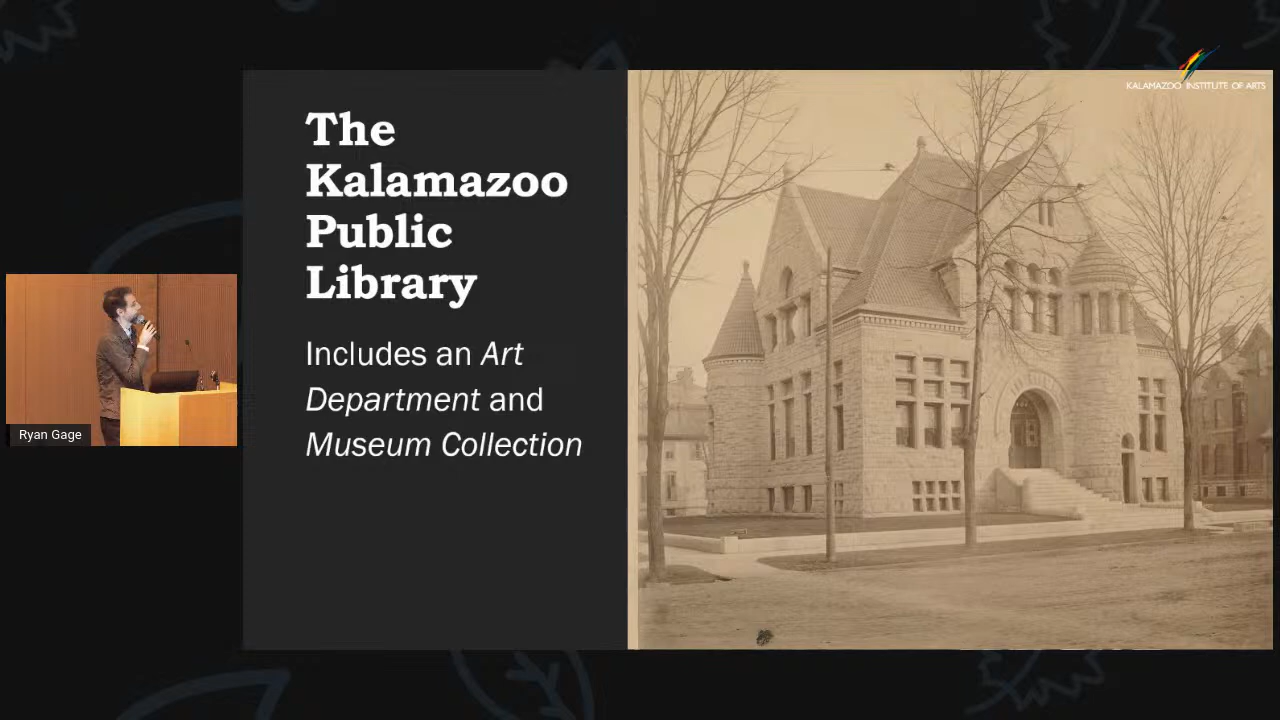 The
Kalamazoo
Public
Library
Includes an Art
Department and
Museum Collection
KALAMAZOO INSTITUTE OF ARTS
Ryan Gage